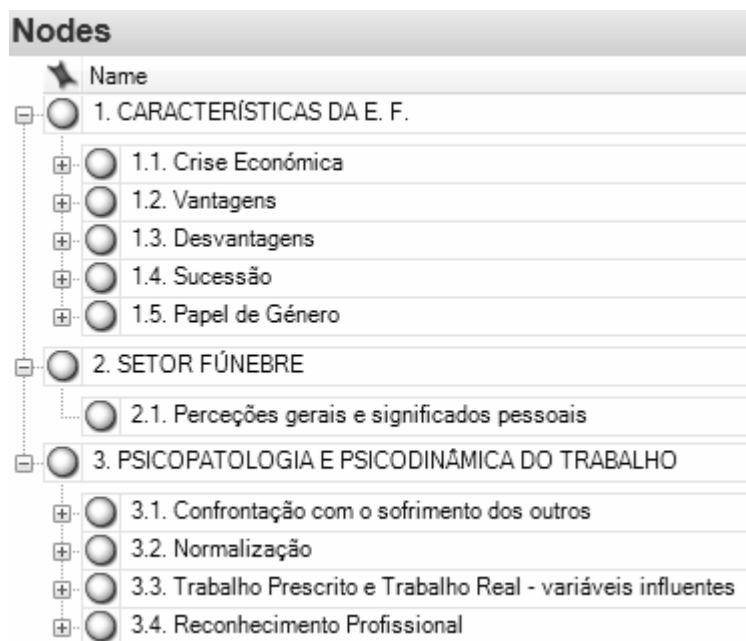 Nodes
Name
1. CARACTERÍSTICAS DA E. F.
1.1. Crise Económica
1.2. Vantagens
1.3. Desvantagens
1.4. Sucessão
1.5. Papel de Género
2. SETOR FÚNEBRE
2.1. Perceções gerais e significados pessoais
3. PSICOPATOLOGIA E PSICODINÂMICA DO TRABALHO
3.1. Confrontação com o sofrimento dos outros
3.2. Normalização
3.3. Trabalho Prescrito e Trabalho Real - variáveis influentes
3.4. Reconhecimento Profissional